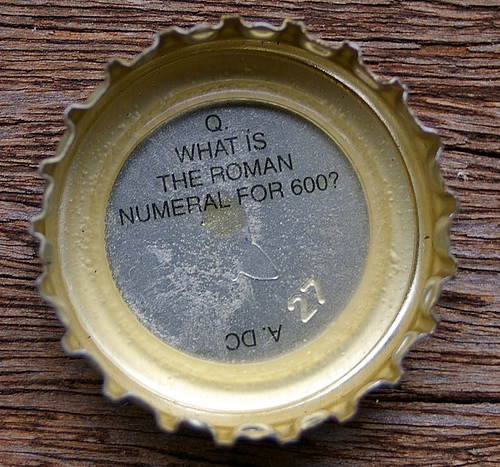 Q.
WHAT IS
THE ROMAN
NUMERAL FOR 600?
27
A. DC